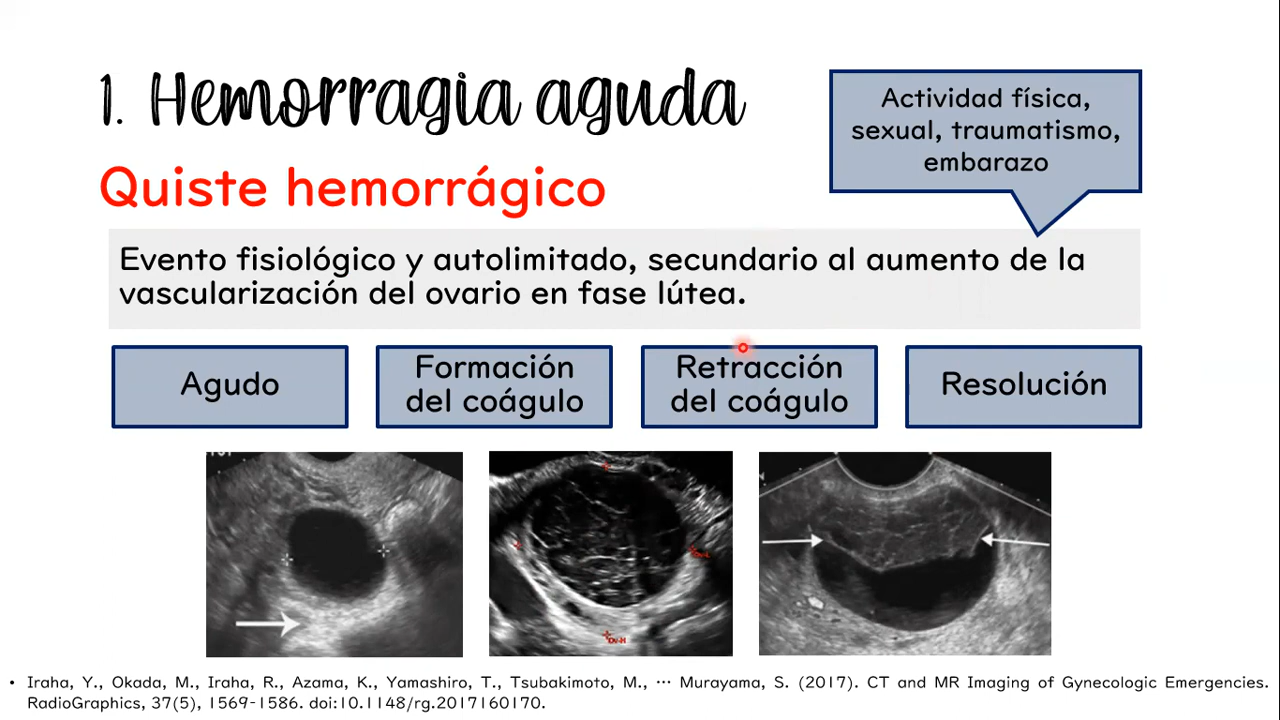 1. Hemorragia aguda
Actividad física,
sexual, traumatismo,
embarazo
Quiste hemorrágico
Evento fisiológico y autolimitado, secundario al aumento de la
vascularización del ovario en fase lútea.
Agudo
Formación
del coágulo
Retracción
del coágulo
Resolución
Ov-L
Ov-H
• Iraha, Y., Okada, M., Iraha, R., Azama, K., Yamashiro, T., Tsubakimoto, M., … Murayama, S. (2017). CT and MR Imaging of Gynecologic Emergencies.
RadioGraphics, 37(5), 1569-1586. doi:10.1148/rg.2017160170.